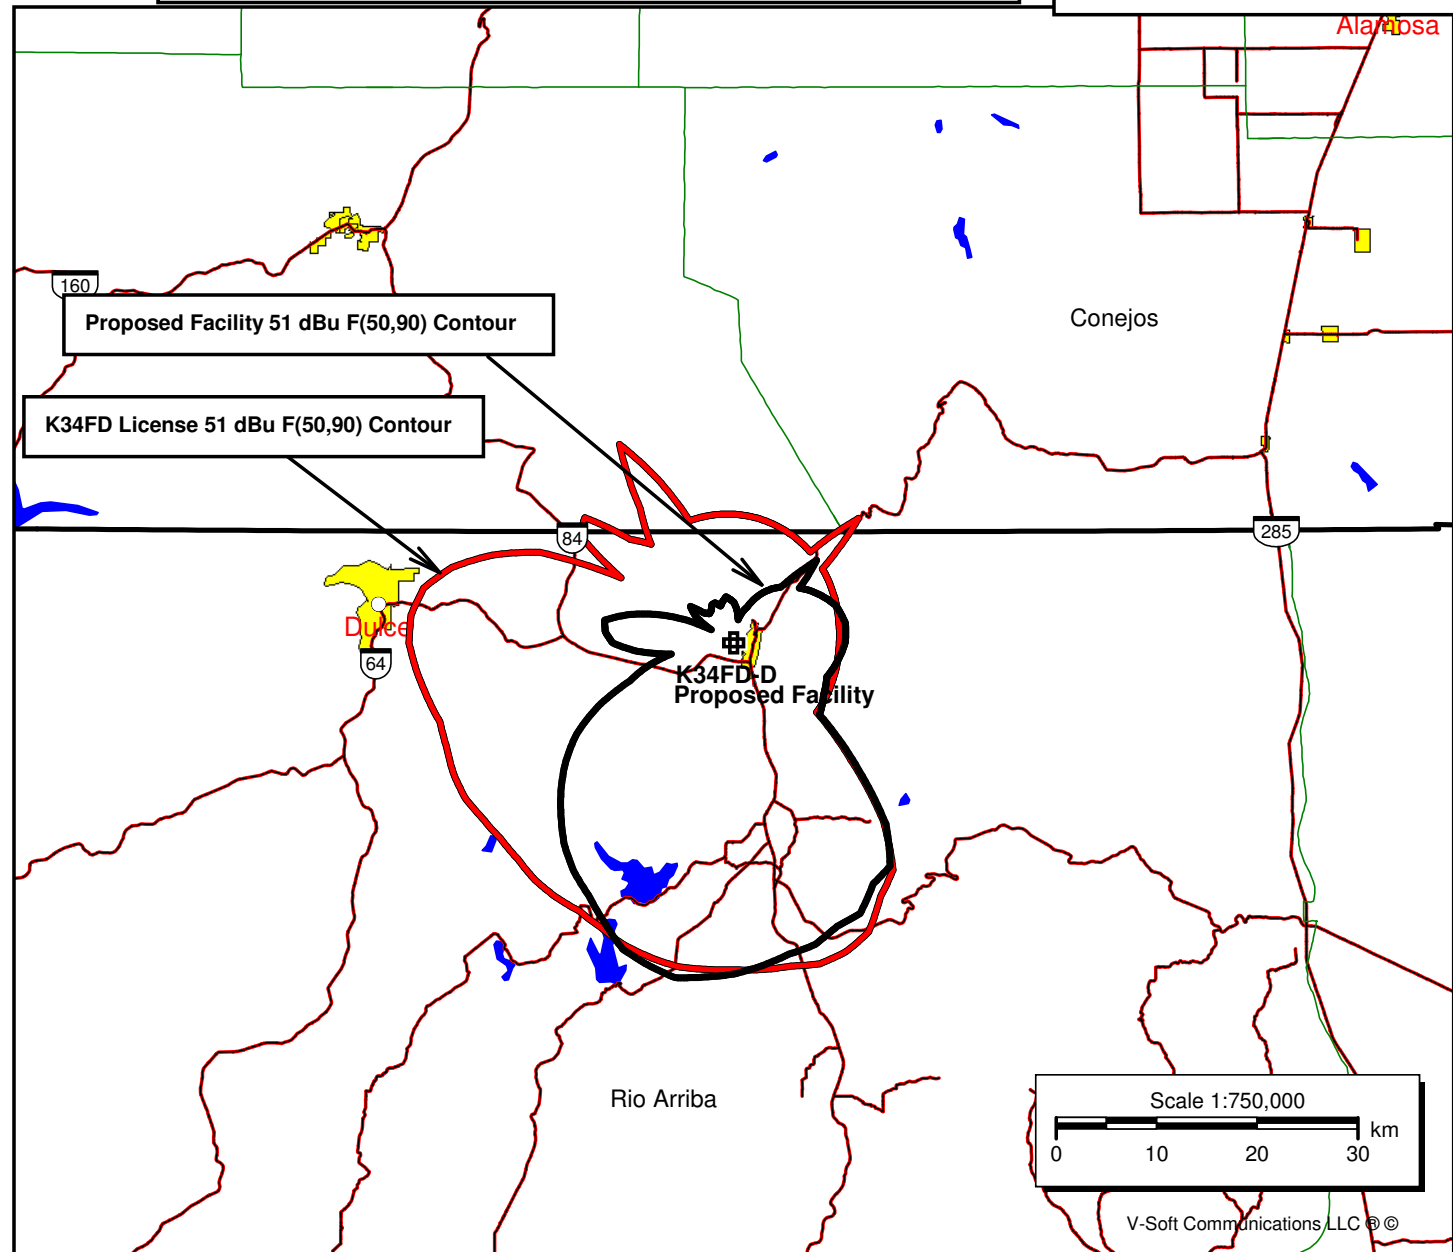 Alamosa
160
Proposed Facility 51 dBu F(50,90) Contour
Conejos
K34FD License 51 dBu F(50,90) Contour
84
285
Dulce
64
K34FD-D
Proposed Facility
Rio Arriba
Scale 1:750,000
km
0 10 20 30
V-Soft Communications LLC ® ©